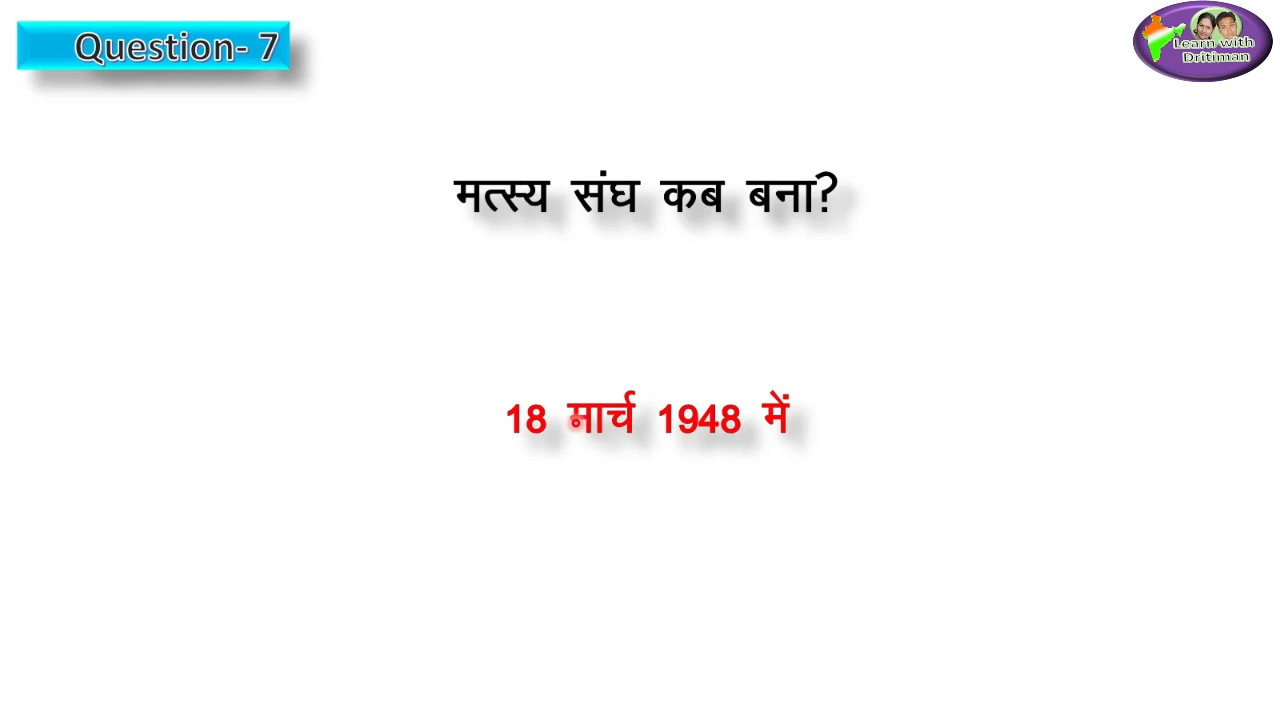 Question- 7
Learn with
Dritiman
मत्स्य संघ कब बना?
18 मार्च 1948 में